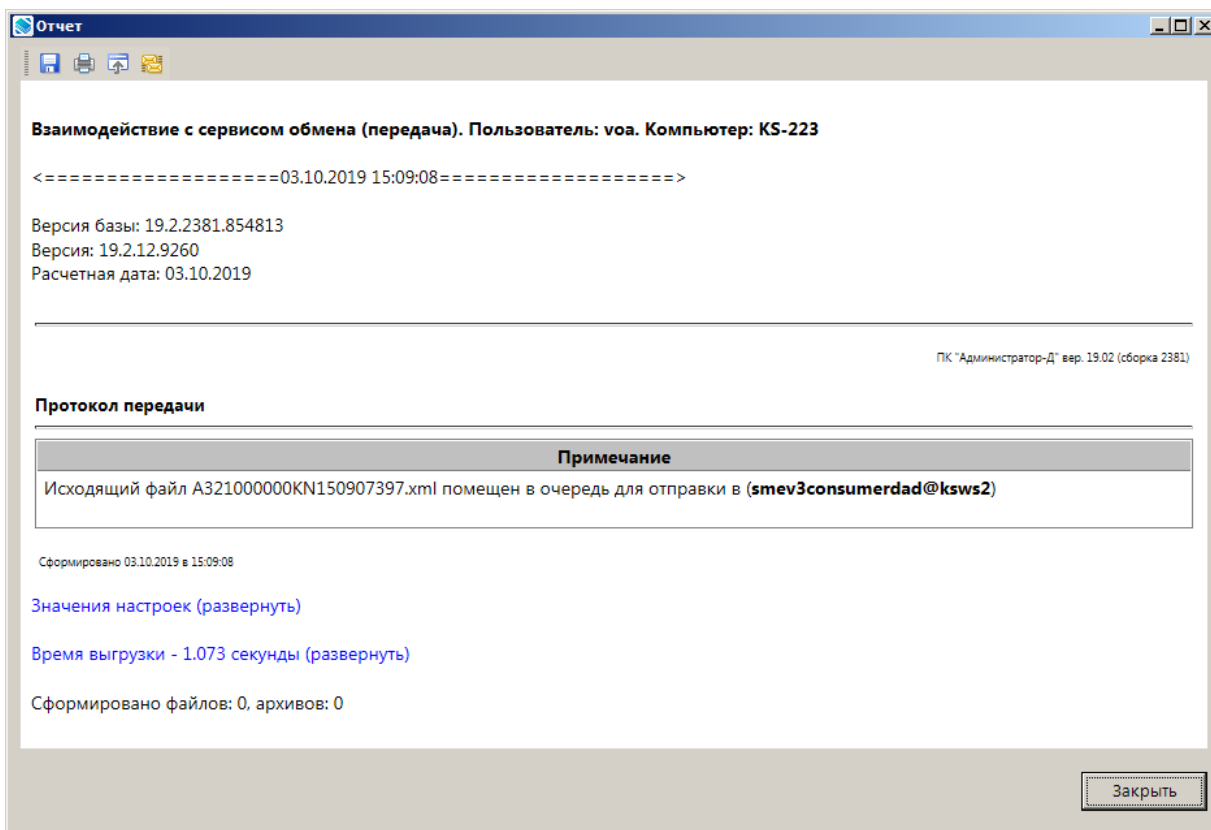 Отчет
Взаимодействие с сервисом обмена (передача). Пользователь: voa. Компьютер: KS-223
<===================03.10.2019 15:09:08===================>
Версия базы: 19.2.2381.854813
Версия: 19.2.12.9260
Расчетная дата: 03.10.2019
ПК "Администратор-Д" вер. 19.02 (сборка 2381)
Протокол передачи
Примечание
Исходящий файл A321000000KN150907397.xml помещен в очередь для отправки в (smev3consumerdad@ksws2)
Сформировано 03.10.2019 в 15:09:08
Значения настроек (развернуть)
Время выгрузки - 1.073 секунды (развернуть)
Сформировано файлов: 0, архивов: 0
Закрыть